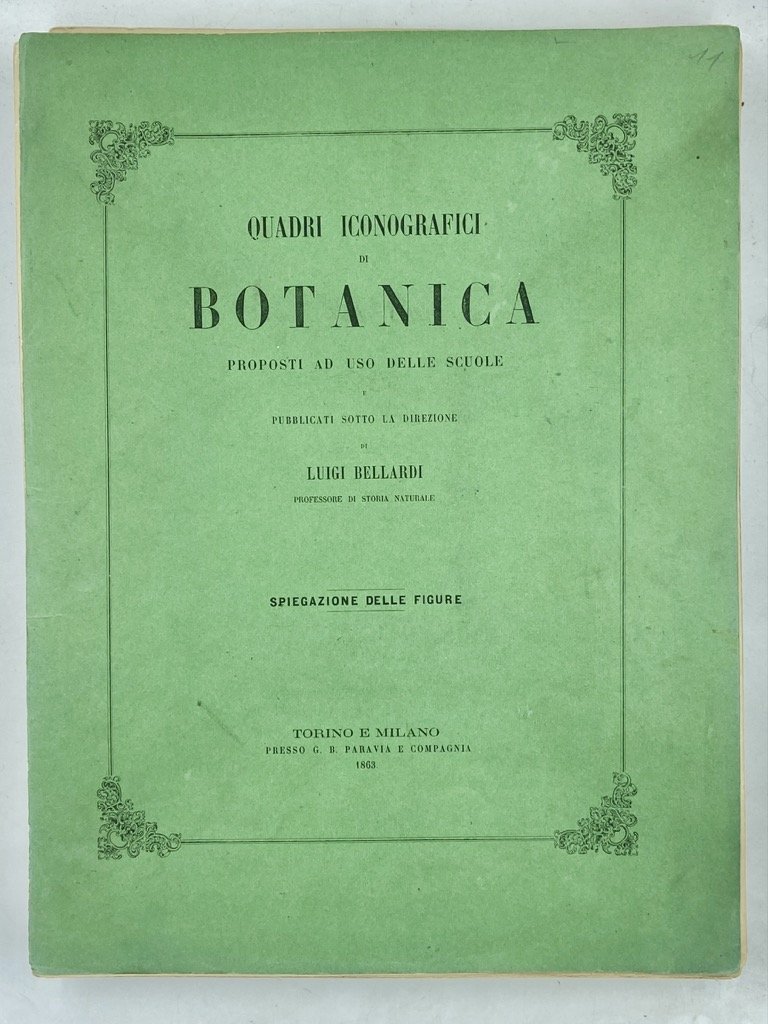 11
QUADRI ICONOGRAFICI
DI
BOTANICA
PROPOSTI AD USO DELLE SCUOLE
E
PUBBLICATI SOTTO LA DIREZIONE
DI
LUIGI BELLARDI
PROFESSORE DI STORIA NATURALE
SPIEGAZIONE DELLE FIGURE
TORINO E MILANO
PRESSO G. B. PARAVIA E COMPAGNIA
1863